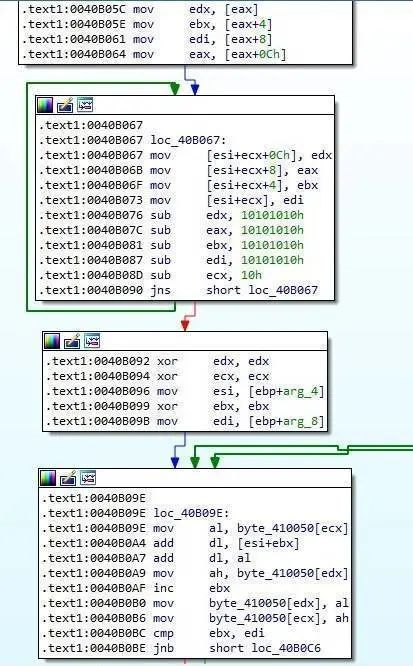 .text1:0040B05C mov edx, [eax]
.text1:0040B05E mov ebx, [eax+4]
.text1:0040B061 mov edi, [eax+8]
.text1:0040B064 mov eax, [eax+0Ch]
.text1:0040B067
.text1:0040B067 loc_40B067:
.text1:0040B067 mov [esi+ecx+0Ch], edx
.text1:0040B06B mov [esi+ecx+8], eax
.text1:0040B06F mov [esi+ecx+4], ebx
.text1:0040B073 mov [esi+ecx], edi
.text1:0040B076 sub edx, 10101010h
.text1:0040B07C sub eax, 10101010h
.text1:0040B081 sub ebx, 10101010h
.text1:0040B087 sub edi, 10101010h
.text1:0040B08D sub ecx, 10h
.text1:0040B090 jns short loc_40B067
.text1:0040B092 xor edx, edx
.text1:0040B094 xor ecx, ecx
.text1:0040B096 mov esi, [ebp+arg_4]
.text1:0040B099 xor ebx, ebx
.text1:0040B09B mov edi, [ebp+arg_8]
.text1:0040B09E
.text1:0040B09E loc_40B09E:
.text1:0040B09E mov al, byte_410050[ecx]
.text1:0040B0A4 add dl, [esi+ebx]
.text1:0040B0A7 add dl, al
.text1:0040B0A9 mov ah, byte_410050[edx]
.text1:0040B0AF inc ebx
.text1:0040B0B0 mov byte_410050[edx], al
.text1:0040B0B6 mov byte_410050[ecx], ah
.text1:0040B0BC cmp ebx, edi
.text1:0040B0BE jnb short loc_40B0C6